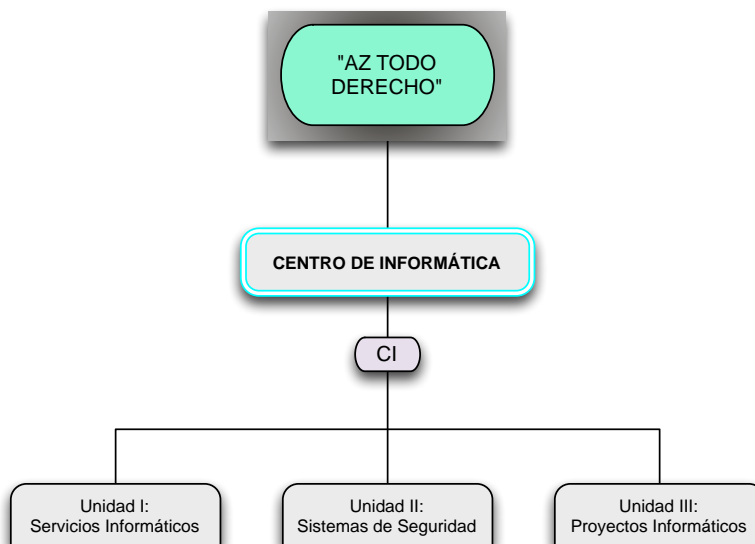 "AZ TODO
DERECHO"
CENTRO DE INFORMÁTICA
CI
Unidad I:
Servicios Informáticos
Unidad II:
Sistemas de Seguridad
Unidad III:
Proyectos Informáticos